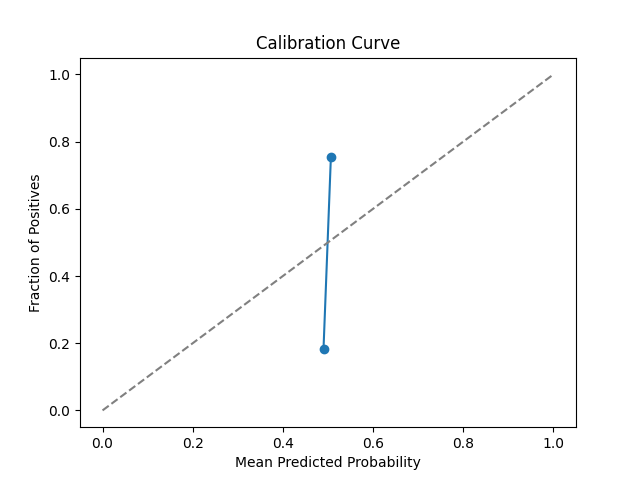 Calibration Curve
1.0
0.8
0.6
0.4
0.2
0.0
Fraction of Positives
0.0 0.2 0.4 0.6 0.8 1.0
Mean Predicted Probability